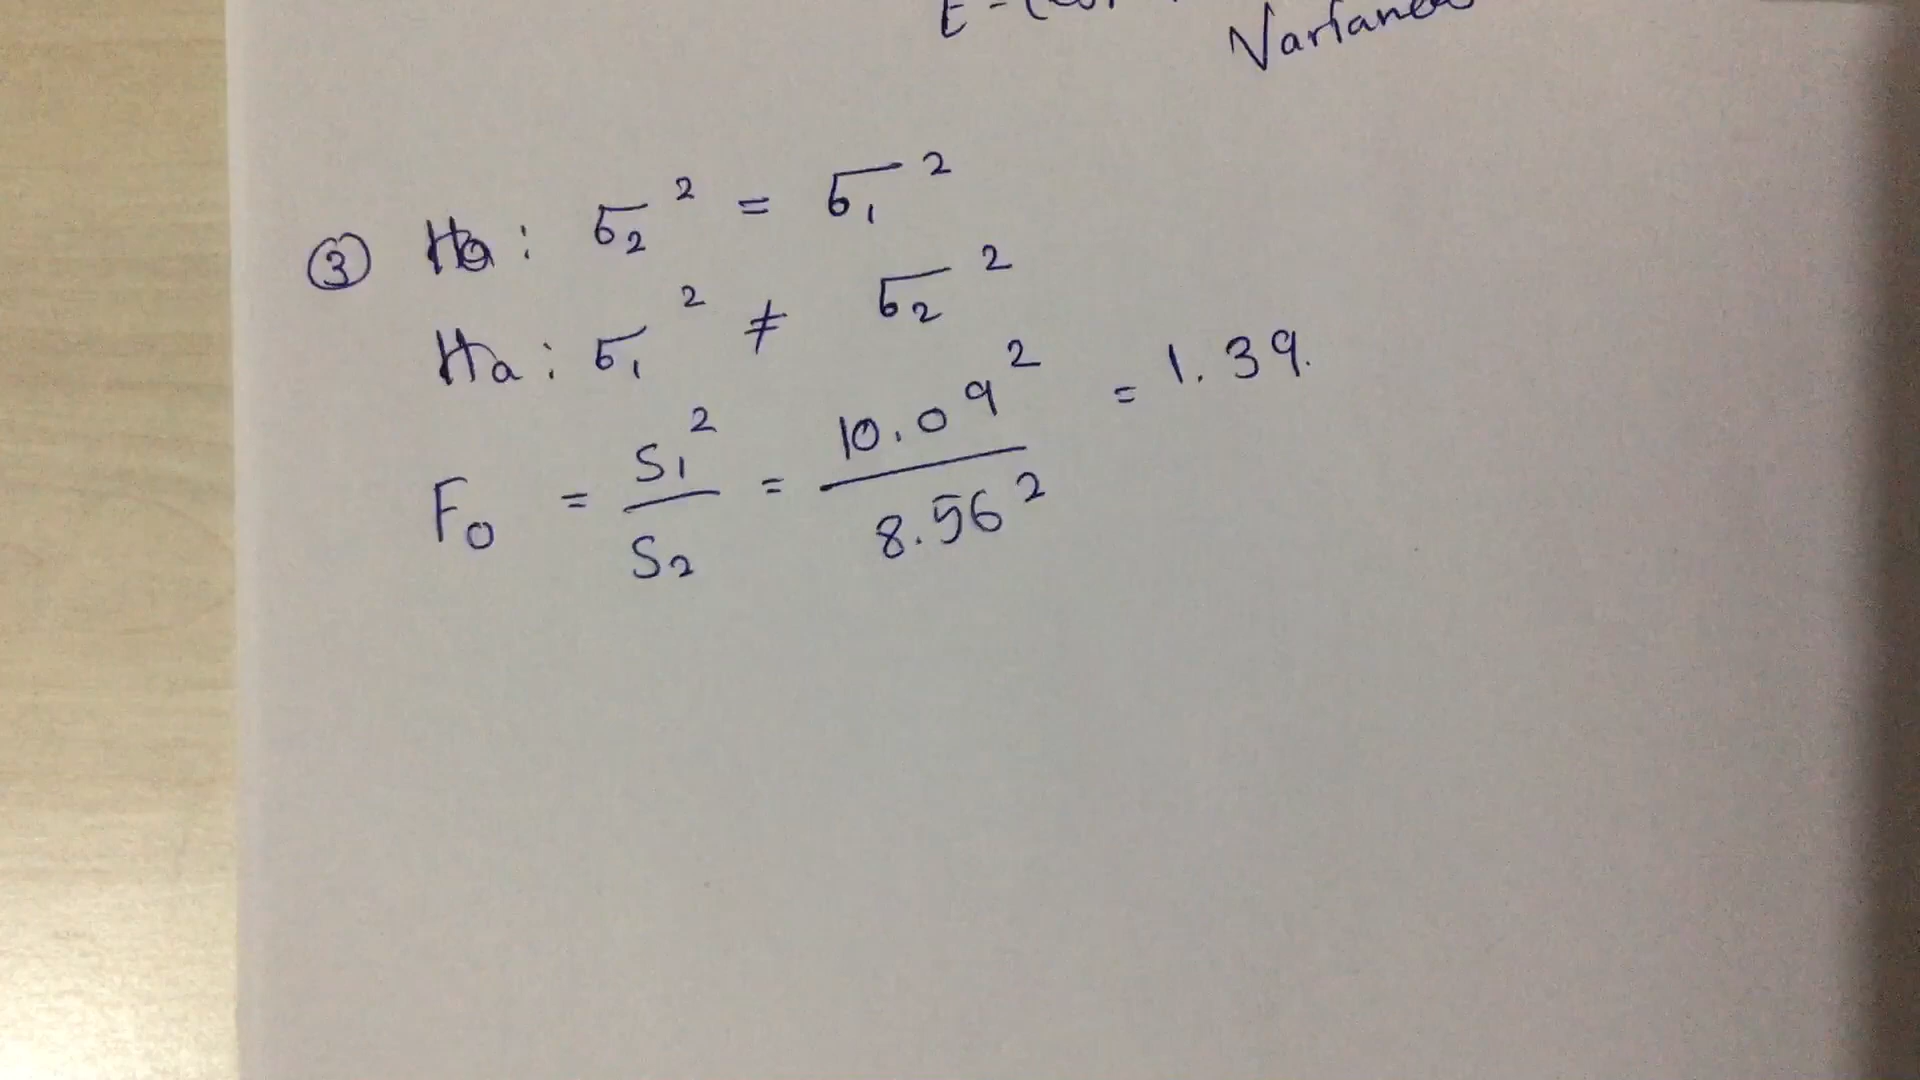 Variance
③ H0: σ2² = σ1²
Ha: σ1² ≠ σ2²
F0 = S1²/S2 = 10.09²/8.56² = 1.39.